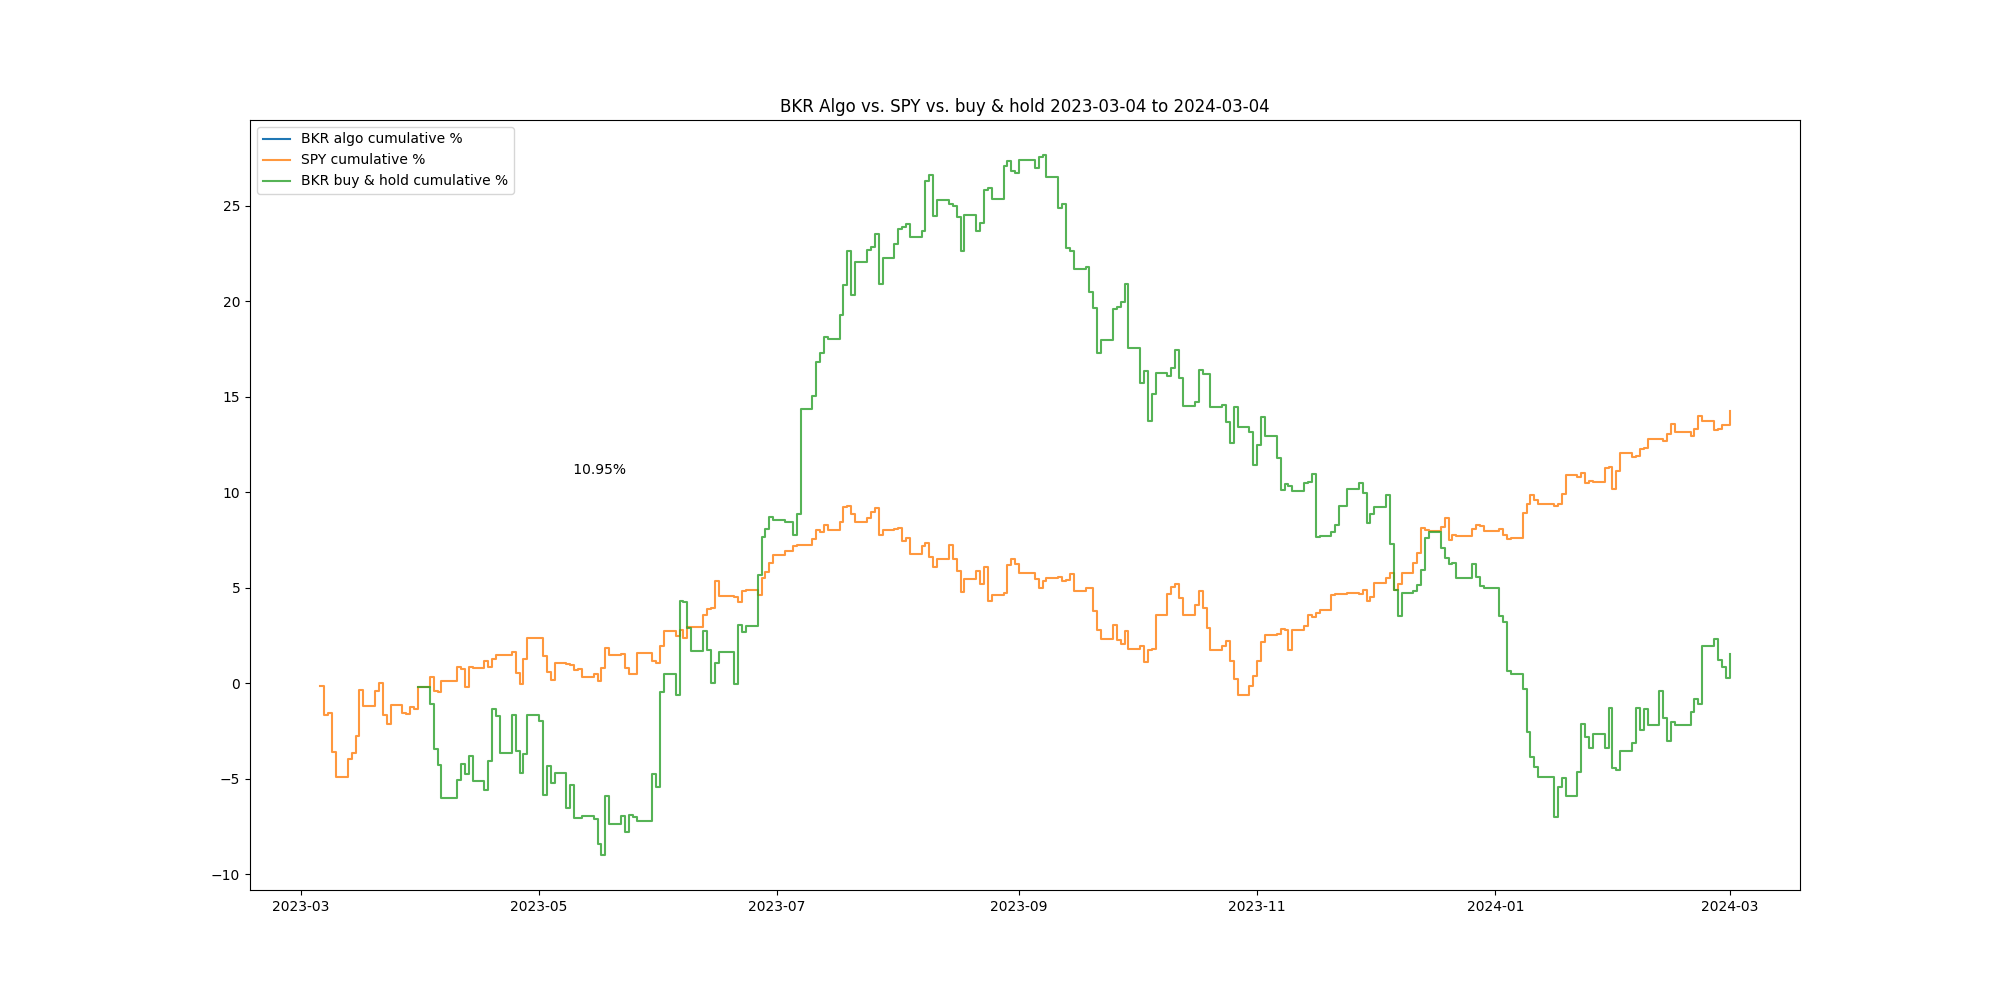 BKR Algo vs. SPY vs. buy & hold 2023-03-04 to 2024-03-04
BKR algo cumulative %
SPY cumulative %
BKR buy & hold cumulative %
25
20
15
10.95%
10
5
0
−5
−10
2023-03 2023-05 2023-07 2023-09 2023-11 2024-01 2024-03